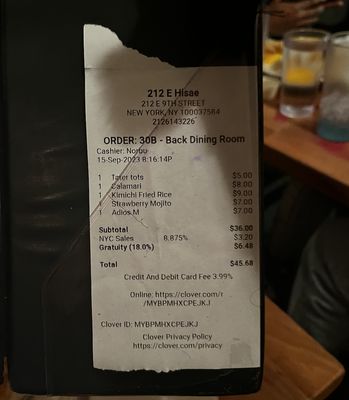 212 E Hisae
212 E 9TH STREET
NEW YORK, NY 100037584
2126143226
ORDER: 30B - Back Dining Room
Cashier: Norbu
15-Sep-2023 8:16:14P
1 Tater tots $5.00
1 Calamari $8.00
1 Kimichi Fried Rice $9.00
1 Strawberry Mojito $7.00
1 Adios M $7.00
Subtotal $36.00
NYC Sales 8.875% $3.20
Gratuity (18.0%) $6.48
Total $45.68
Credit And Debit Card Fee 3.99%
Online: https://clover.com/r
/MYBPMHXCPEJKJ
Clover ID: MYBPMHXCPEJKJ
Clover Privacy Policy
https://clover.com/privacy